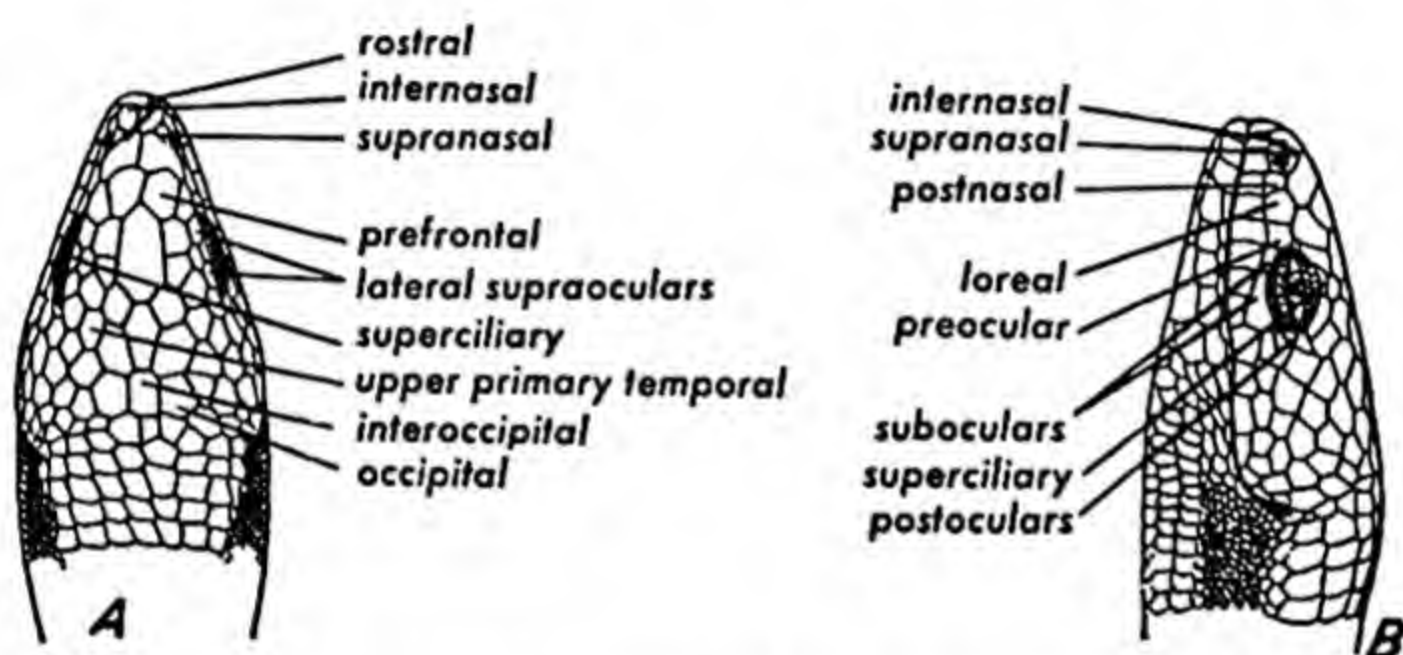 rostral
internasal
supranasal
prefrontal
lateral supraoculars
superciliary
upper primary temporal
interoccipital
occipital
A
internasal
supranasal
postnasal
loreal
preocular
suboculars
superciliary
postoculars
B